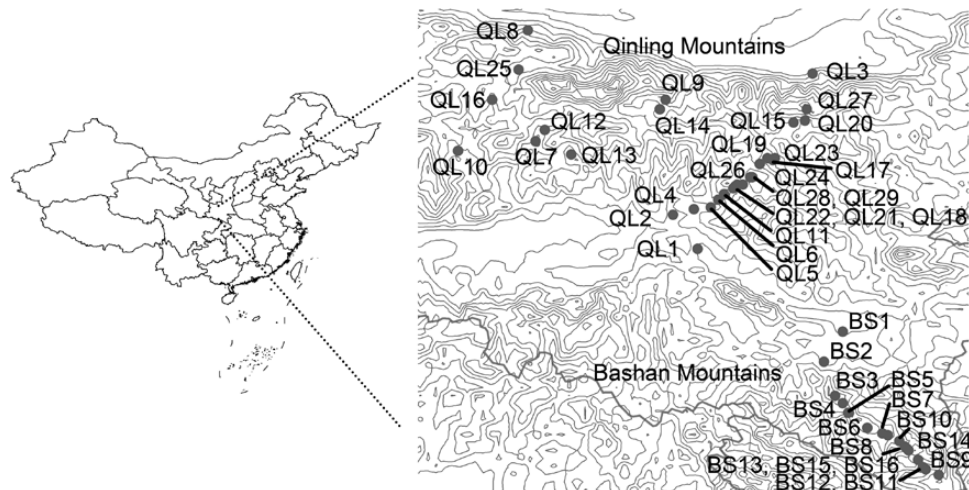 QL8
Qinling Mountains
QL25
QL3
QL16
QL9
QL27
QL12
QL14
QL15
QL20
QL10
QL7
QL13
QL19
QL23
QL26
QL17
QL24
QL4
QL28, QL29
QL2
QL22, QL21, QL18
QL11
QL1
QL6
QL5
BS1
BS2
Bashan Mountains
BS3
BS5
BS4
BS7
BS6
BS10
BS8
BS14
BS9
BS13, BS15, BS16
BS12, BS11